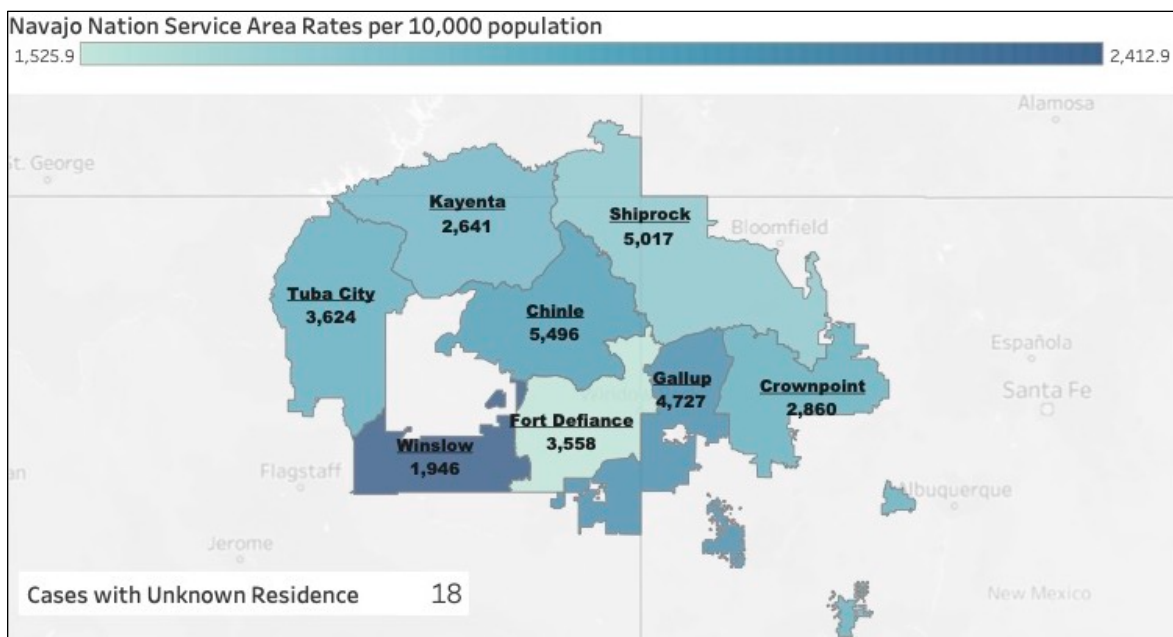 Navajo Nation Service Area Rates per 10,000 population
1,525.9
2,412.9
Alamosa
St. George
Kayenta
2,641
Shiprock
5,017
Bloomfield
Tuba City
3,624
Chinle
5,496
Española
Gallup
4,727
Crownpoint
2,860
Santa Fe
Fort Defiance
3,558
Winslow
1,946
Flagstaff
Albuquerque
Jerome
Cases with Unknown Residence 18
New Mexico